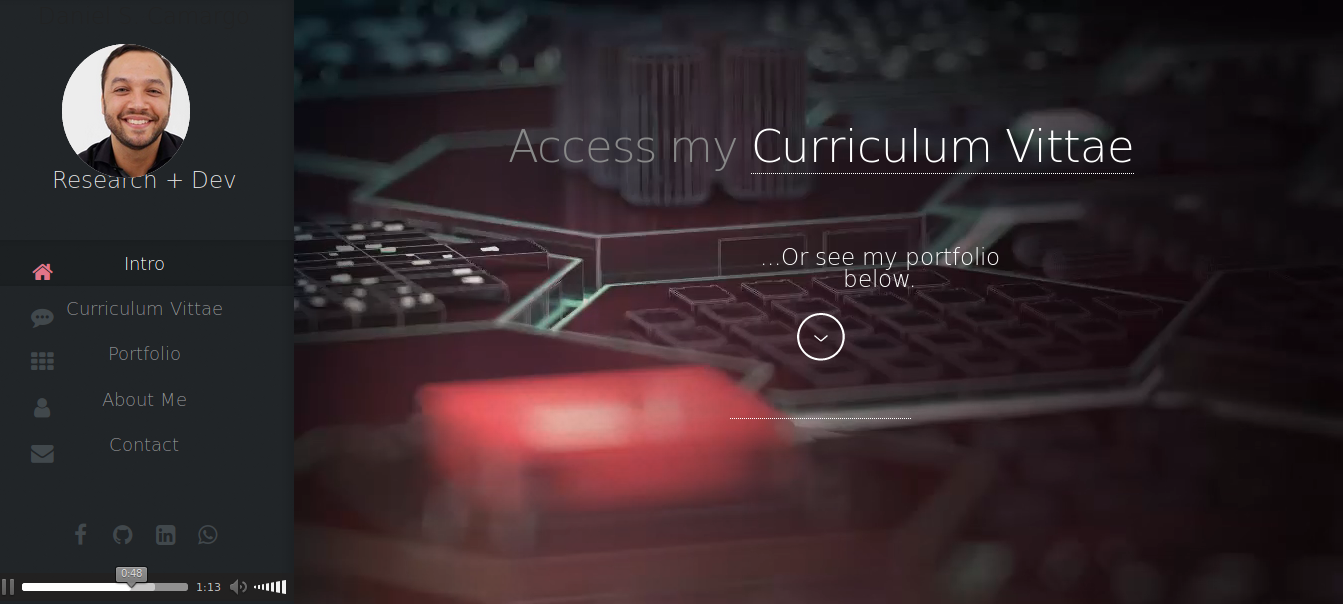 Research + Dev
Intro
Curriculum Vittae
Portfolio
About Me
Contact
0:48
1:13
Access my Curriculum Vittae
...Or see my portfolio
below.